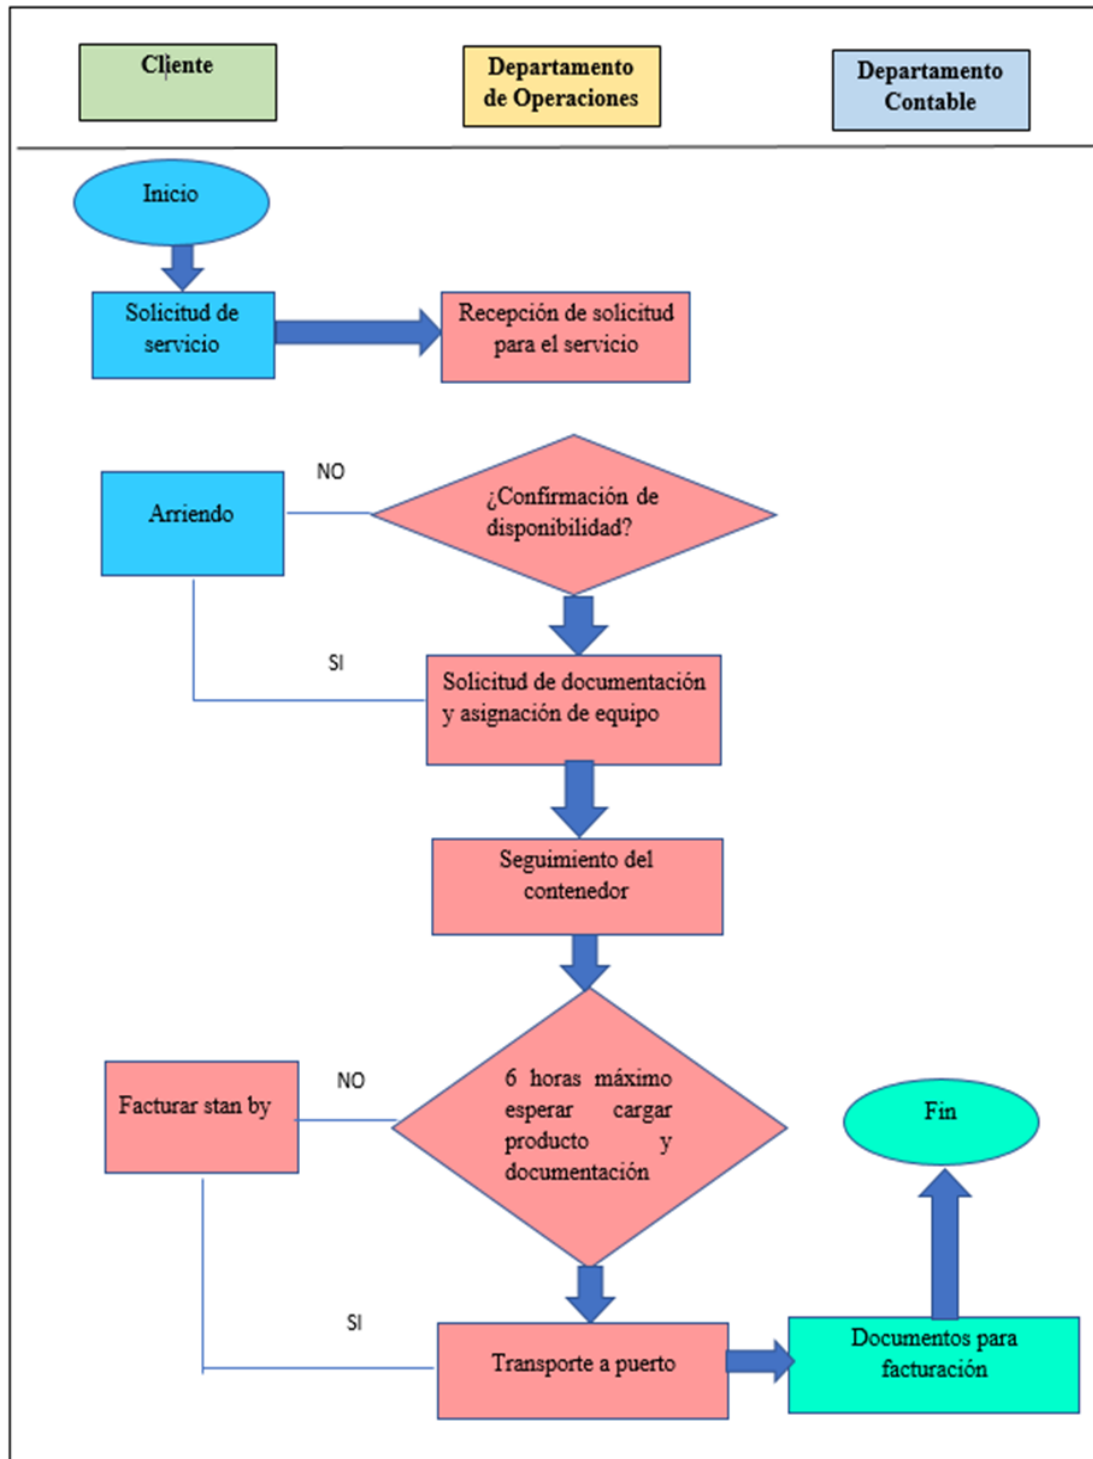 Cliente
Departamento
de Operaciones
Departamento
Contable
Inicio
Solicitud de
servicio
Recepción de solicitud
para el servicio
NO
¿Confirmación de
disponibilidad?
Arriendo
SI
Solicitud de documentación
y asignación de equipo
Seguimiento del
contenedor
NO
6 horas máximo
esperar cargar
producto y
documentación
Facturar stan by
Fin
SI
Transporte a puerto
Documentos para
facturación